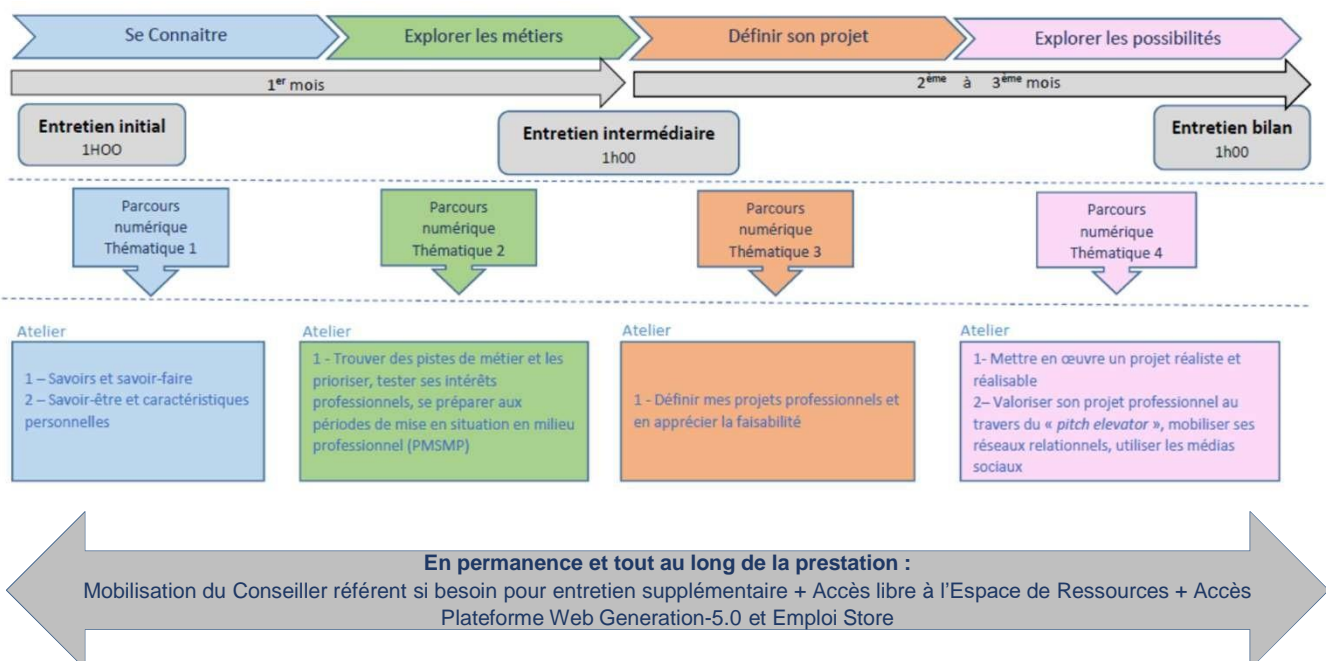 Se Connaitre
Explorer les métiers
Définir son projet
Explorer les possibilités
1er mois
2ème à 3ème mois
Entretien initial
1HOO
Entretien intermédiaire
1h00
Entretien bilan
1h00
Parcours
numérique
Thématique 1
Parcours
numérique
Thématique 2
Parcours
numérique
Thématique 3
Parcours
numérique
Thématique 4
Atelier
1 – Savoirs et savoir-faire
2 – Savoir-être et caractéristiques
personnelles
Atelier
1 - Trouver des pistes de métier et les
prioriser, tester ses intérêts
professionnels, se préparer aux
périodes de mise en situation en milieu
professionnel (PMSMP)
Atelier
1 - Définir mes projets professionnels et
en apprécier la faisabilité
Atelier
1- Mettre en œuvre un projet réaliste et
réalisable
2– Valoriser son projet professionnel au
travers du « pitch elevator », mobiliser ses
réseaux relationnels, utiliser les médias
sociaux
En permanence et tout au long de la prestation :
Mobilisation du Conseiller référent si besoin pour entretien supplémentaire + Accès libre à l’Espace de Ressources + Accès
Plateforme Web Generation-5.0 et Emploi Store